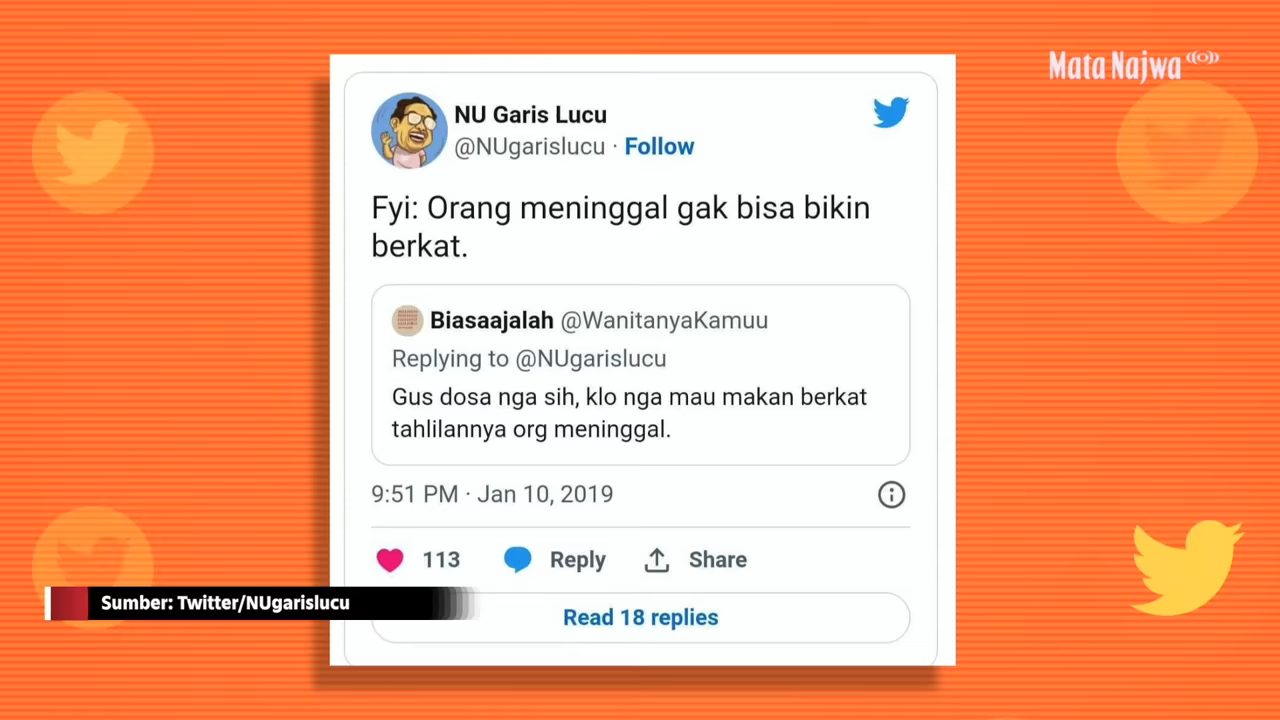 Mata Najwa
NU Garis Lucu
@NUgarislucu · Follow
Fyi: Orang meninggal gak bisa bikin
berkat.
Biasaajalah @WanitanyaKamuu
Replying to @NUgarislucu
Gus dosa nga sih, klo nga mau makan berkat
tahlilannya org meninggal.
9:51 PM · Jan 10, 2019
113 Reply Share
Sumber: Twitter/NUgarislucu
Read 18 replies